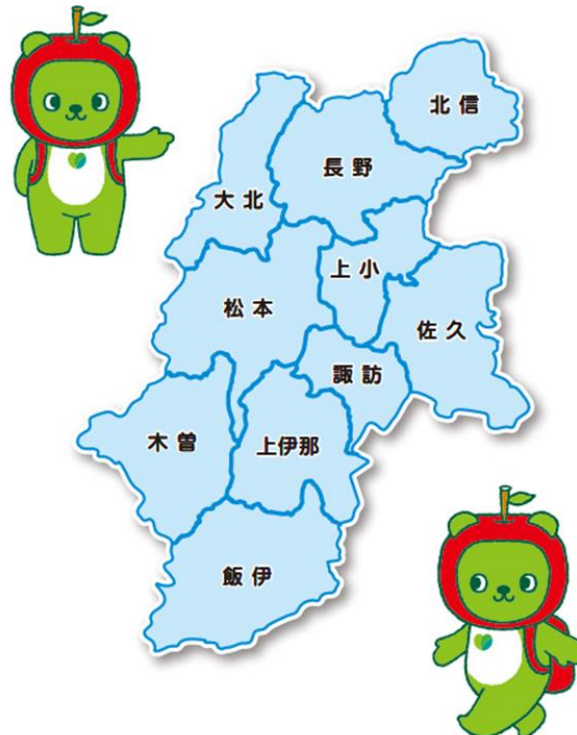 北信
長野
大北
上小
松本
佐久
諏訪
木曽
上伊那
飯伊